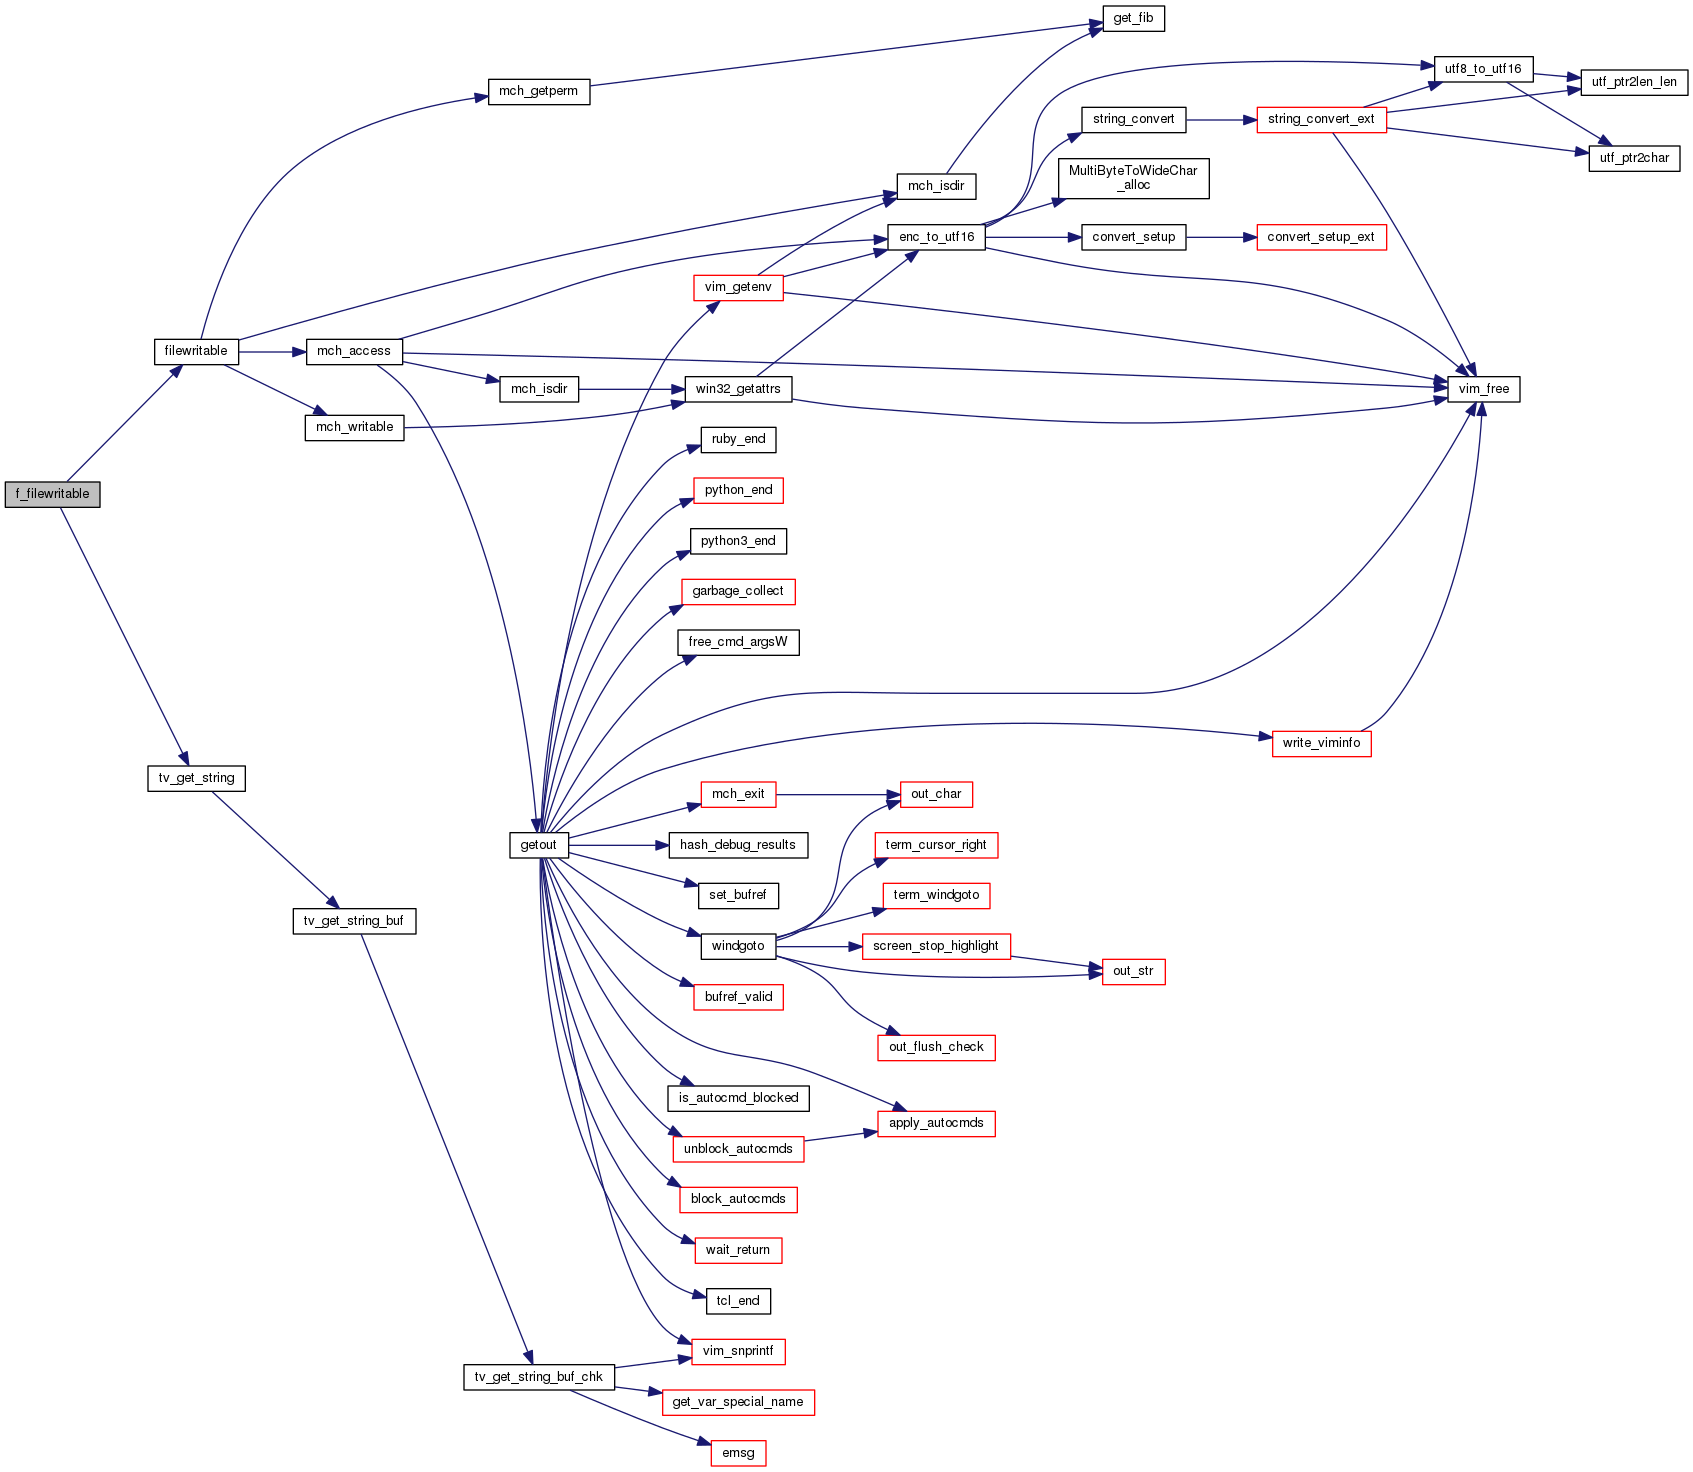 get_fib
utf8_to_utf16
utf_ptr2len_len
mch_getperm
string_convert
string_convert_ext
utf_ptr2char
MultiByteToWideChar
_alloc
mch_isdir
enc_to_utf16
convert_setup
convert_setup_ext
vim_getenv
filewritable
mch_access
mch_isdir
win32_getattrs
vim_free
mch_writable
ruby_end
f_filewritable
python_end
python3_end
garbage_collect
free_cmd_argsW
write_viminfo
tv_get_string
mch_exit
out_char
getout
hash_debug_results
term_cursor_right
set_bufref
term_windgoto
tv_get_string_buf
windgoto
screen_stop_highlight
out_str
bufref_valid
out_flush_check
is_autocmd_blocked
apply_autocmds
unblock_autocmds
block_autocmds
wait_return
tcl_end
vim_snprintf
tv_get_string_buf_chk
get_var_special_name
emsg